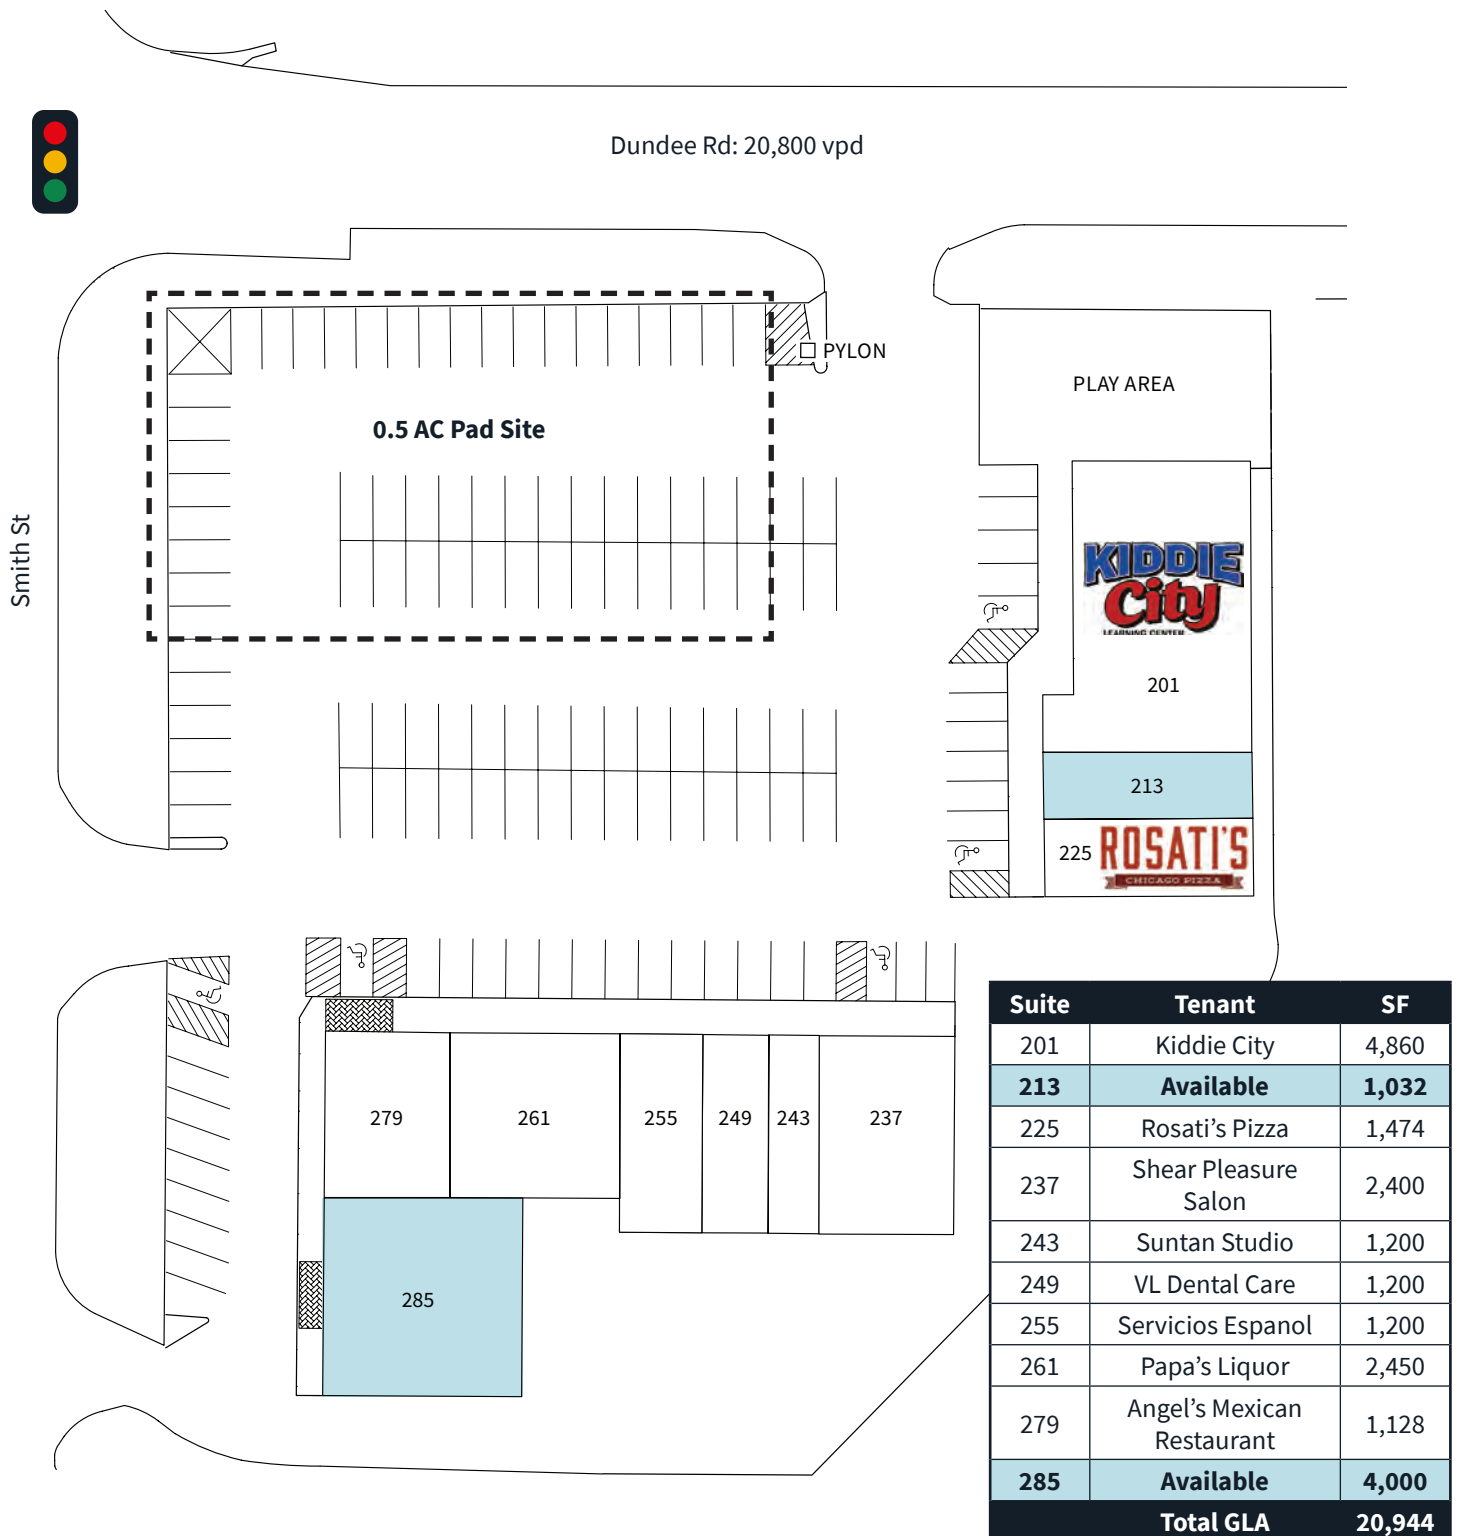 Dundee Rd: 20,800 vpd
PYLON
PLAY AREA
0.5 AC Pad Site
Smith St
KIDDIE
City
LEARNING CENTER
201
213
225
ROSATI'S
CHICAGO PIZZA
279
261
255
249
243
237
285
Suite Tenant SF
201 Kiddie City 4,860
213 Available 1,032
225 Rosati’s Pizza 1,474
237 Shear Pleasure Salon 2,400
243 Suntan Studio 1,200
249 VL Dental Care 1,200
255 Servicios Espanol 1,200
261 Papa’s Liquor 2,450
279 Angel’s Mexican Restaurant 1,128
285 Available 4,000
Total GLA 20,944